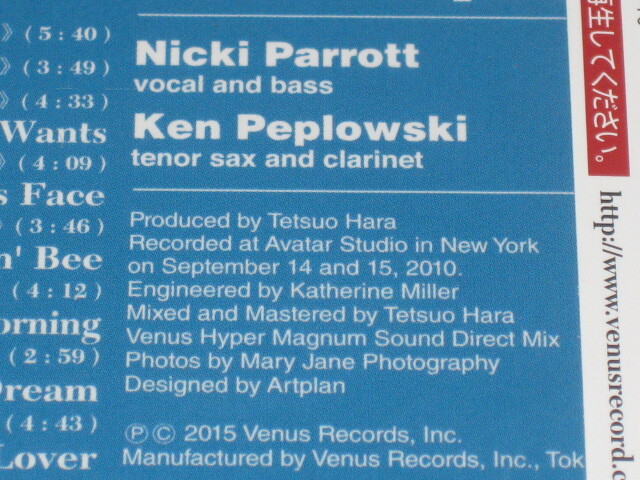 》( 5 : 40 )
》( 3 : 49 )
》( 4 : 33 )
Wants
》( 4 : 09 )
s Face
( 3 : 46 )
n' Bee
( 4 : 12 )
orning
( 2 : 59 )
Dream
( 4 : 43 )
Lover
Nicki Parrott
vocal and bass
Ken Peplowski
tenor sax and clarinet
Produced by Tetsuo Hara
Recorded at Avatar Studio in New York
on September 14 and 15, 2010.
Engineered by Katherine Miller
Mixed and Mastered by Tetsuo Hara
Venus Hyper Magnum Sound Direct Mix
Photos by Mary Jane Photography
Designed by Artplan
Ⓟ© 2015 Venus Records, Inc.
Manufactured by Venus Records, Inc., Tok
再生してください。
http://www.venusrecord.c